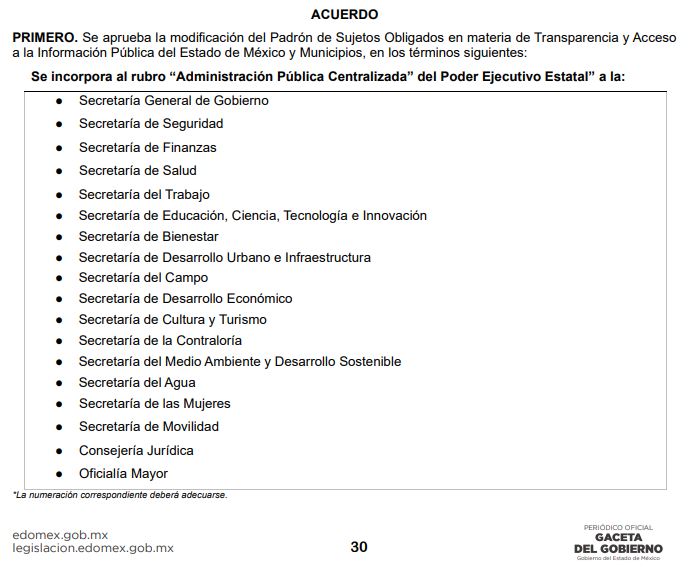 ACUERDO
PRIMERO. Se aprueba la modificación del Padrón de Sujetos Obligados en materia de Transparencia y Acceso
a la Información Pública del Estado de México y Municipios, en los términos siguientes:
Se incorpora al rubro “Administración Pública Centralizada” del Poder Ejecutivo Estatal” a la:
● Secretaría General de Gobierno
● Secretaría de Seguridad
● Secretaría de Finanzas
● Secretaría de Salud
● Secretaría del Trabajo
● Secretaría de Educación, Ciencia, Tecnología e Innovación
● Secretaría de Bienestar
● Secretaría de Desarrollo Urbano e Infraestructura
● Secretaría del Campo
● Secretaría de Desarrollo Económico
● Secretaría de Cultura y Turismo
● Secretaría de la Contraloría
● Secretaría del Medio Ambiente y Desarrollo Sostenible
● Secretaría del Agua
● Secretaría de las Mujeres
● Secretaría de Movilidad
● Consejería Jurídica
● Oficialía Mayor
*La numeración correspondiente deberá adecuarse.
edomex.gob.mx
legislacion.edomex.gob.mx
30
PERIÓDICO OFICIAL
GACETA
DEL GOBIERNO
Gobierno del Estado de México